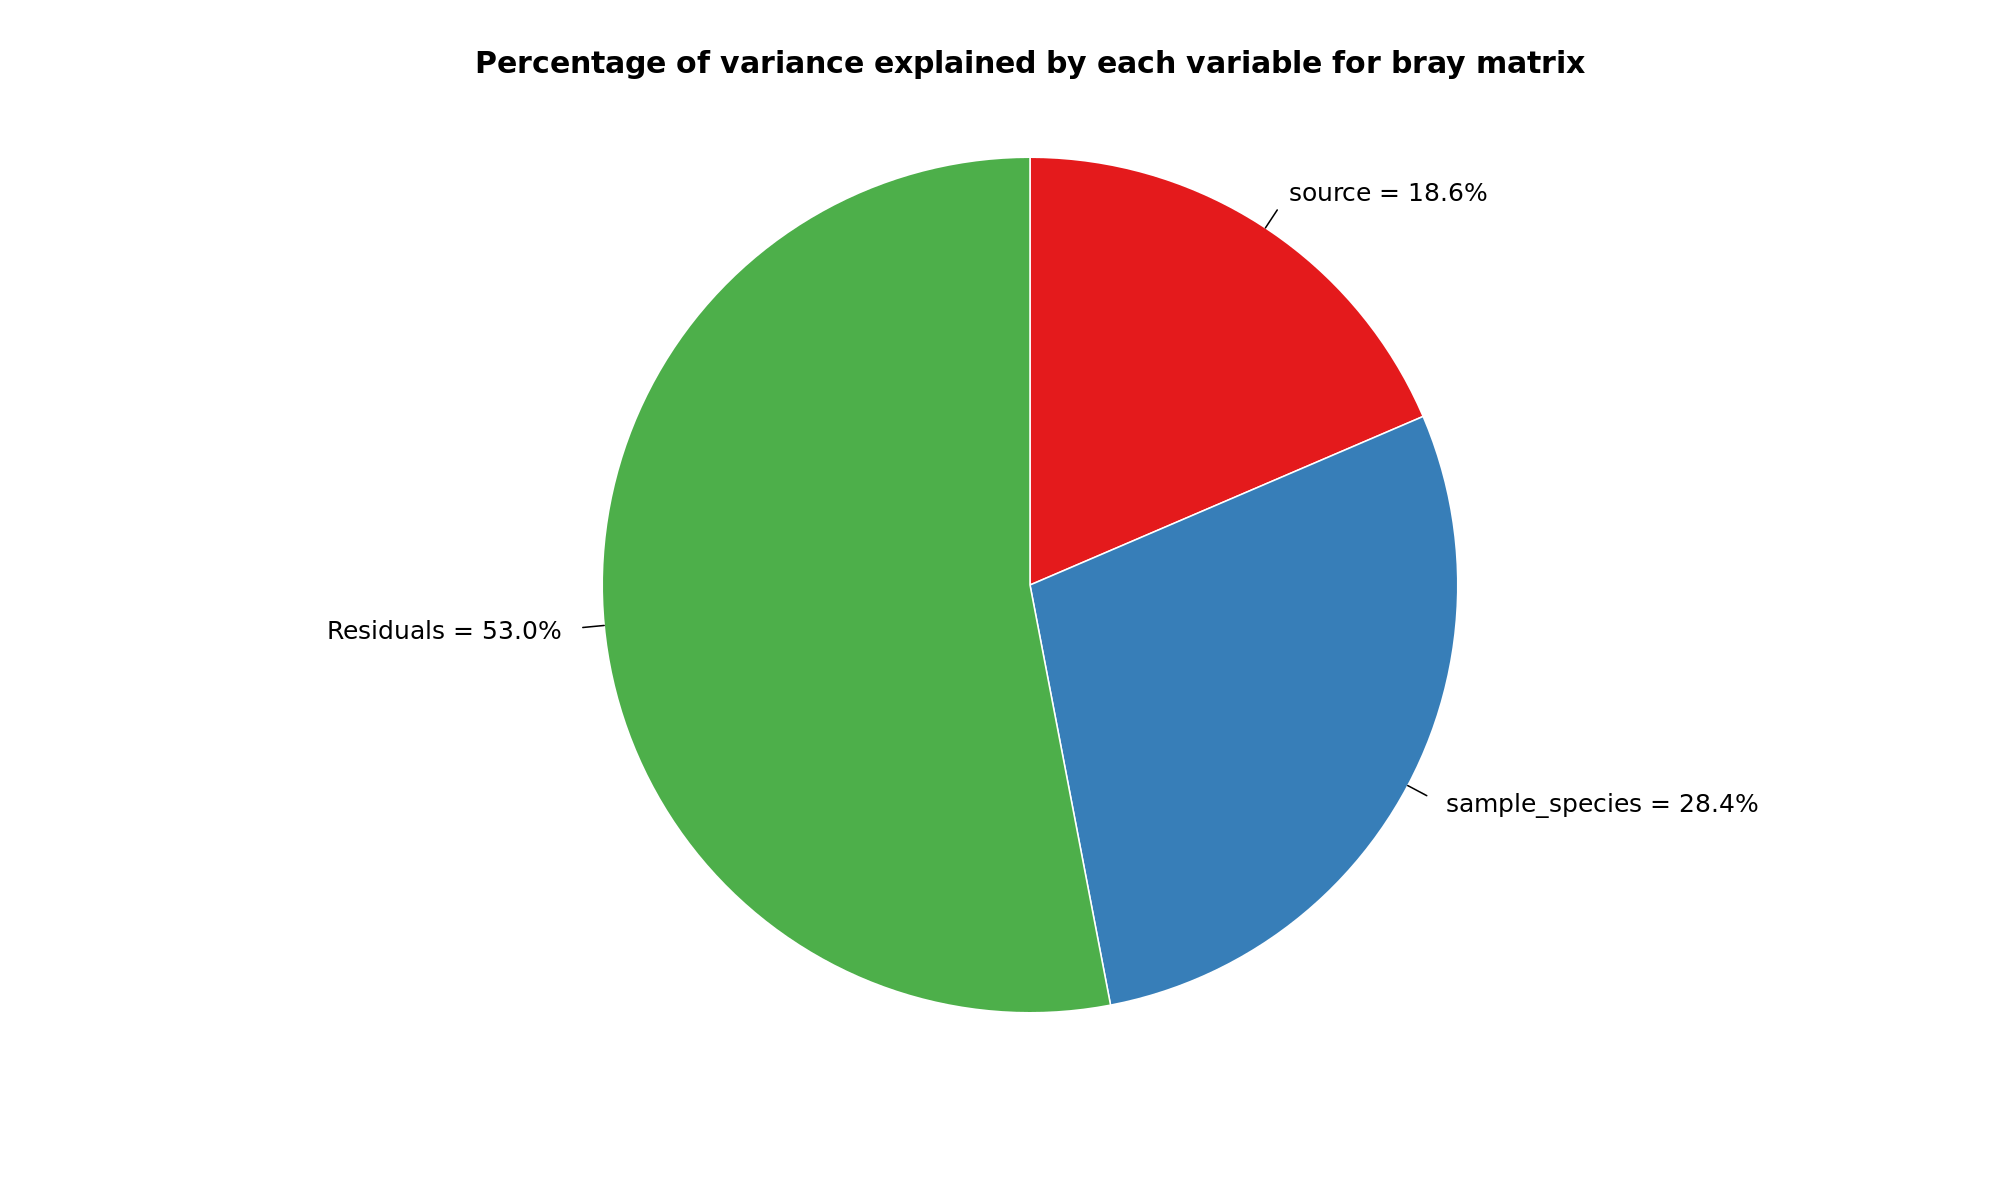 Percentage of variance explained by each variable for bray matrix
source = 18.6%
Residuals = 53.0%
sample_species = 28.4%